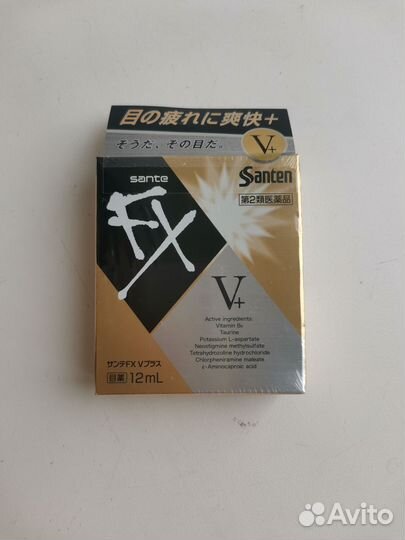 目の疲れに爽快+
そうだ、その目だ。
V+
sante
FX
Santen
第2類医薬品
V+
Active ingredients:
Vitamin B6
Taurine
Potassium L-aspartate
Neostigmine methylsulfate
Tetrahydrozoline hydrochloride
Chlorpheniramine maleate
ε-Aminocaproic acid
サンテFX Vプラス
目薬 12mL
Avito